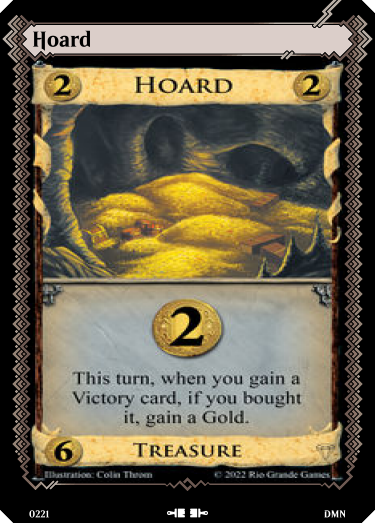 Hoard
2 HOARD 2
2
This turn, when you gain a
Victory card, if you bought
it, gain a Gold.
6 TREASURE
Illustration: Colin Throm © 2022 Rio Grande Games
0221 DMN